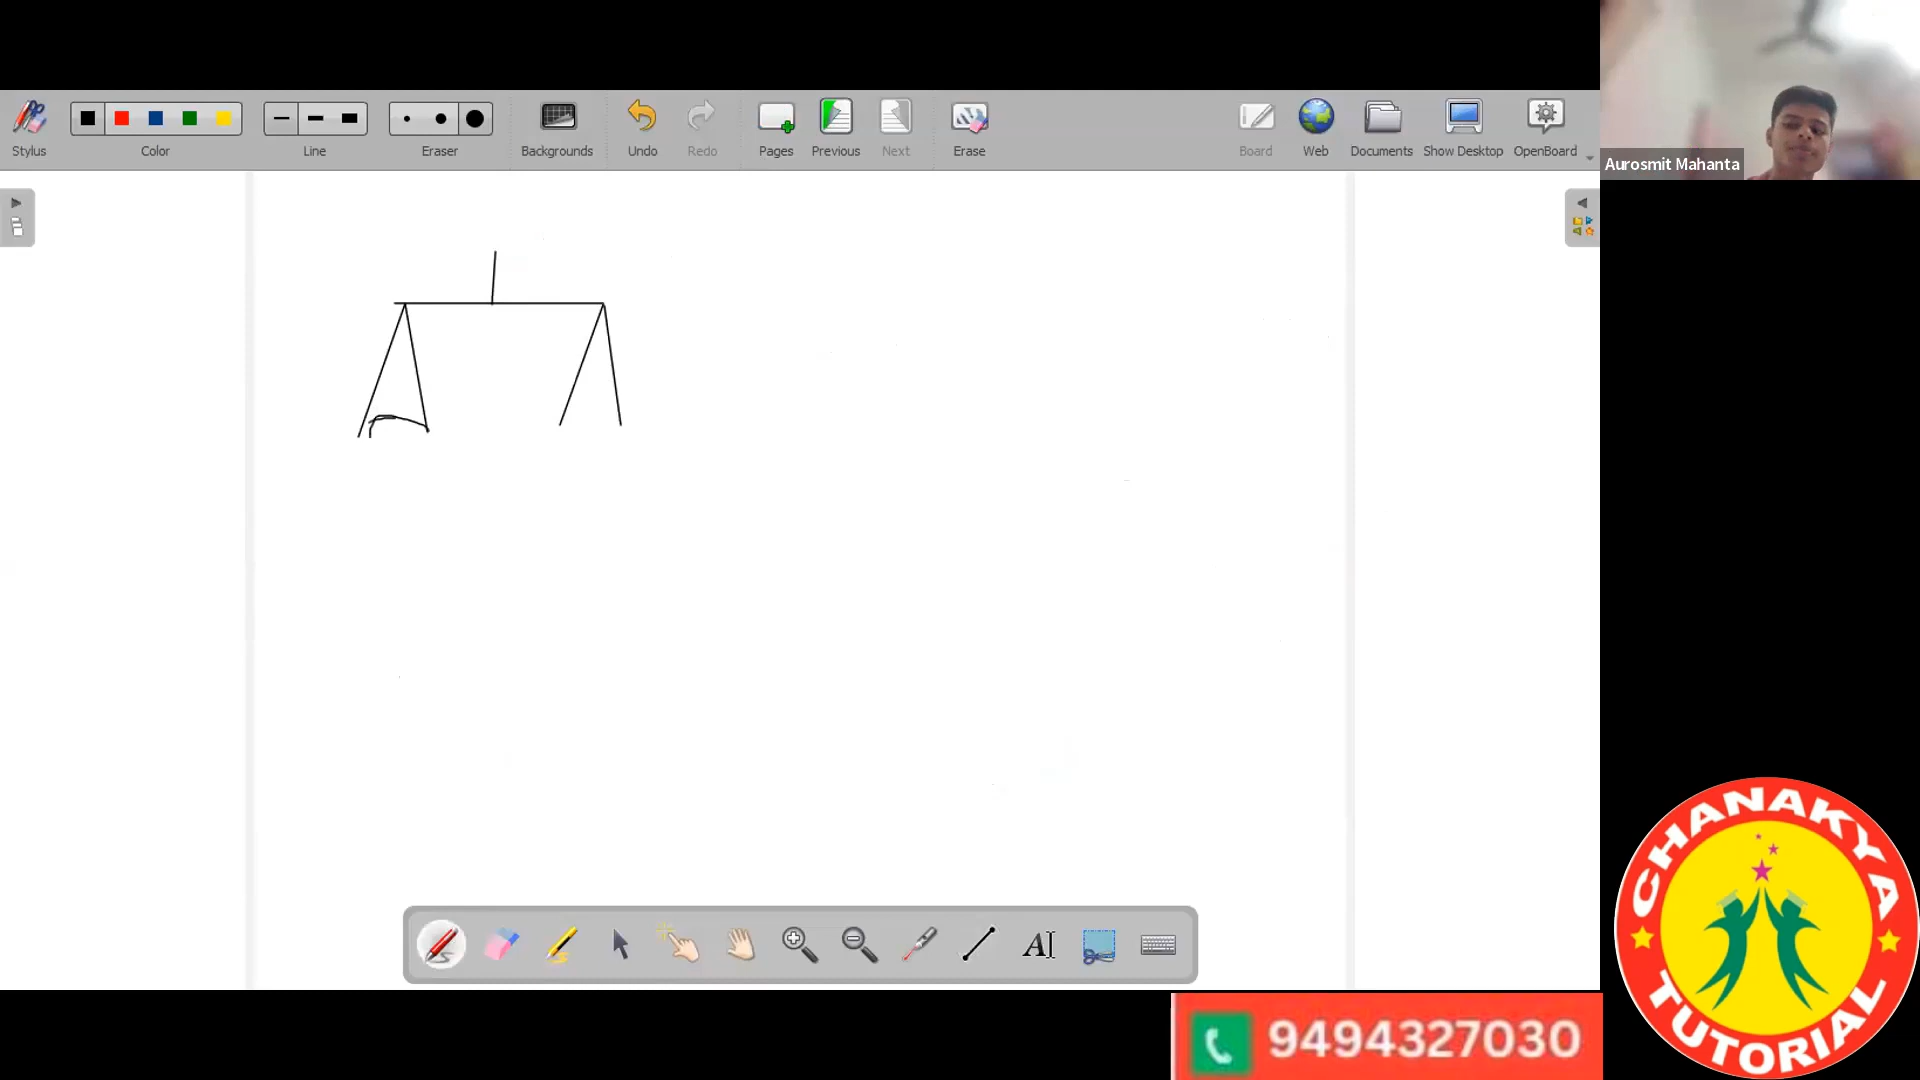 Stylus
Color
Line
Eraser
Backgrounds
Undo
Redo
Pages
Previous
Next
Erase
Board
Web
Documents
Show Desktop
OpenBoard
Aurosmit Mahanta
AI
CHANAKYA
TUTORIAL
9494327030